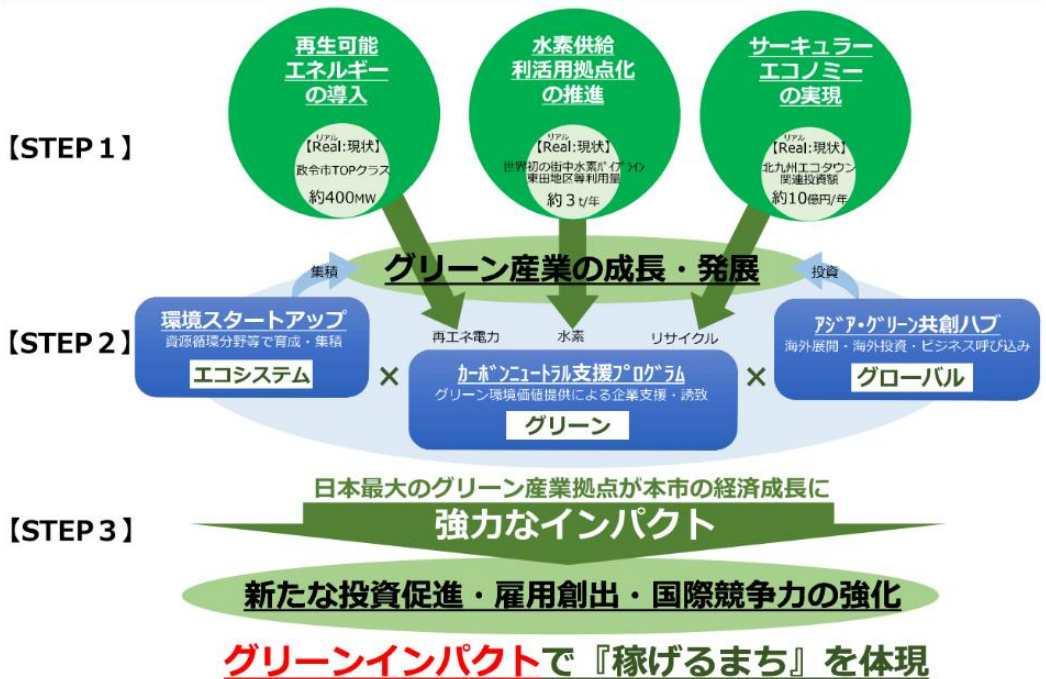 再生可能
エネルギー
の導入
リアル
【Real:現状】
政令市TOPクラス
約400MW
水素供給
利活用拠点化
の推進
リアル
【Real:現状】
世界初の街中水素ﾊﾟｲﾌﾟﾗｲﾝ
東田地区等利用量
約3t/年
サーキュラー
エコノミー
の実現
リアル
【Real:現状】
北九州エコタウン
関連投資額
約10億円/年
【STEP1】
グリーン産業の成長・発展
集積
投資
【STEP2】
環境スタートアップ
資源循環分野等で育成・集積
エコシステム
×
再エネ電力
水素
リサイクル
ｶｰﾎﾞﾝﾆｭｰﾄﾗﾙ支援ﾌﾟﾛｸﾞﾗﾑ
グリーン環境価値提供による企業支援・誘致
グリーン
×
ｱｼﾞｱ・ｸﾞﾘｰﾝ共創ﾊﾌﾞ
海外展開・海外投資・ビジネス呼び込み
グローバル
【STEP3】
日本最大のグリーン産業拠点が本市の経済成長に
強力なインパクト
新たな投資促進・雇用創出・国際競争力の強化
グリーンインパクトで『稼げるまち』を体現